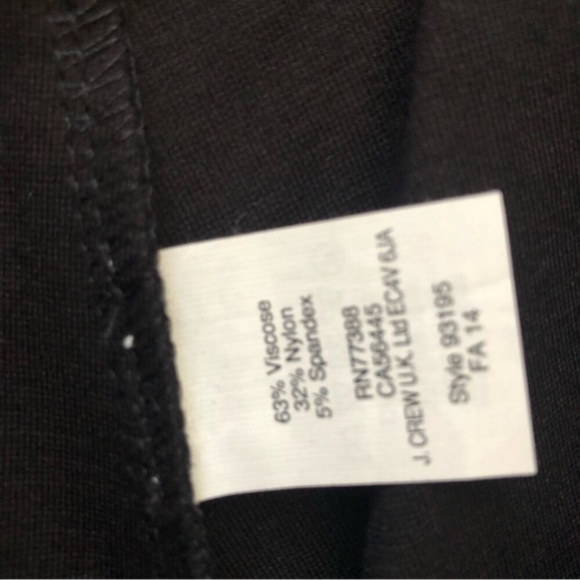 63% Viscose
32% Nylon
5% Spandex
RN77388
CA56445
J. CREW U.K. Ltd EC4V 6JA
Style 93195
FA 14